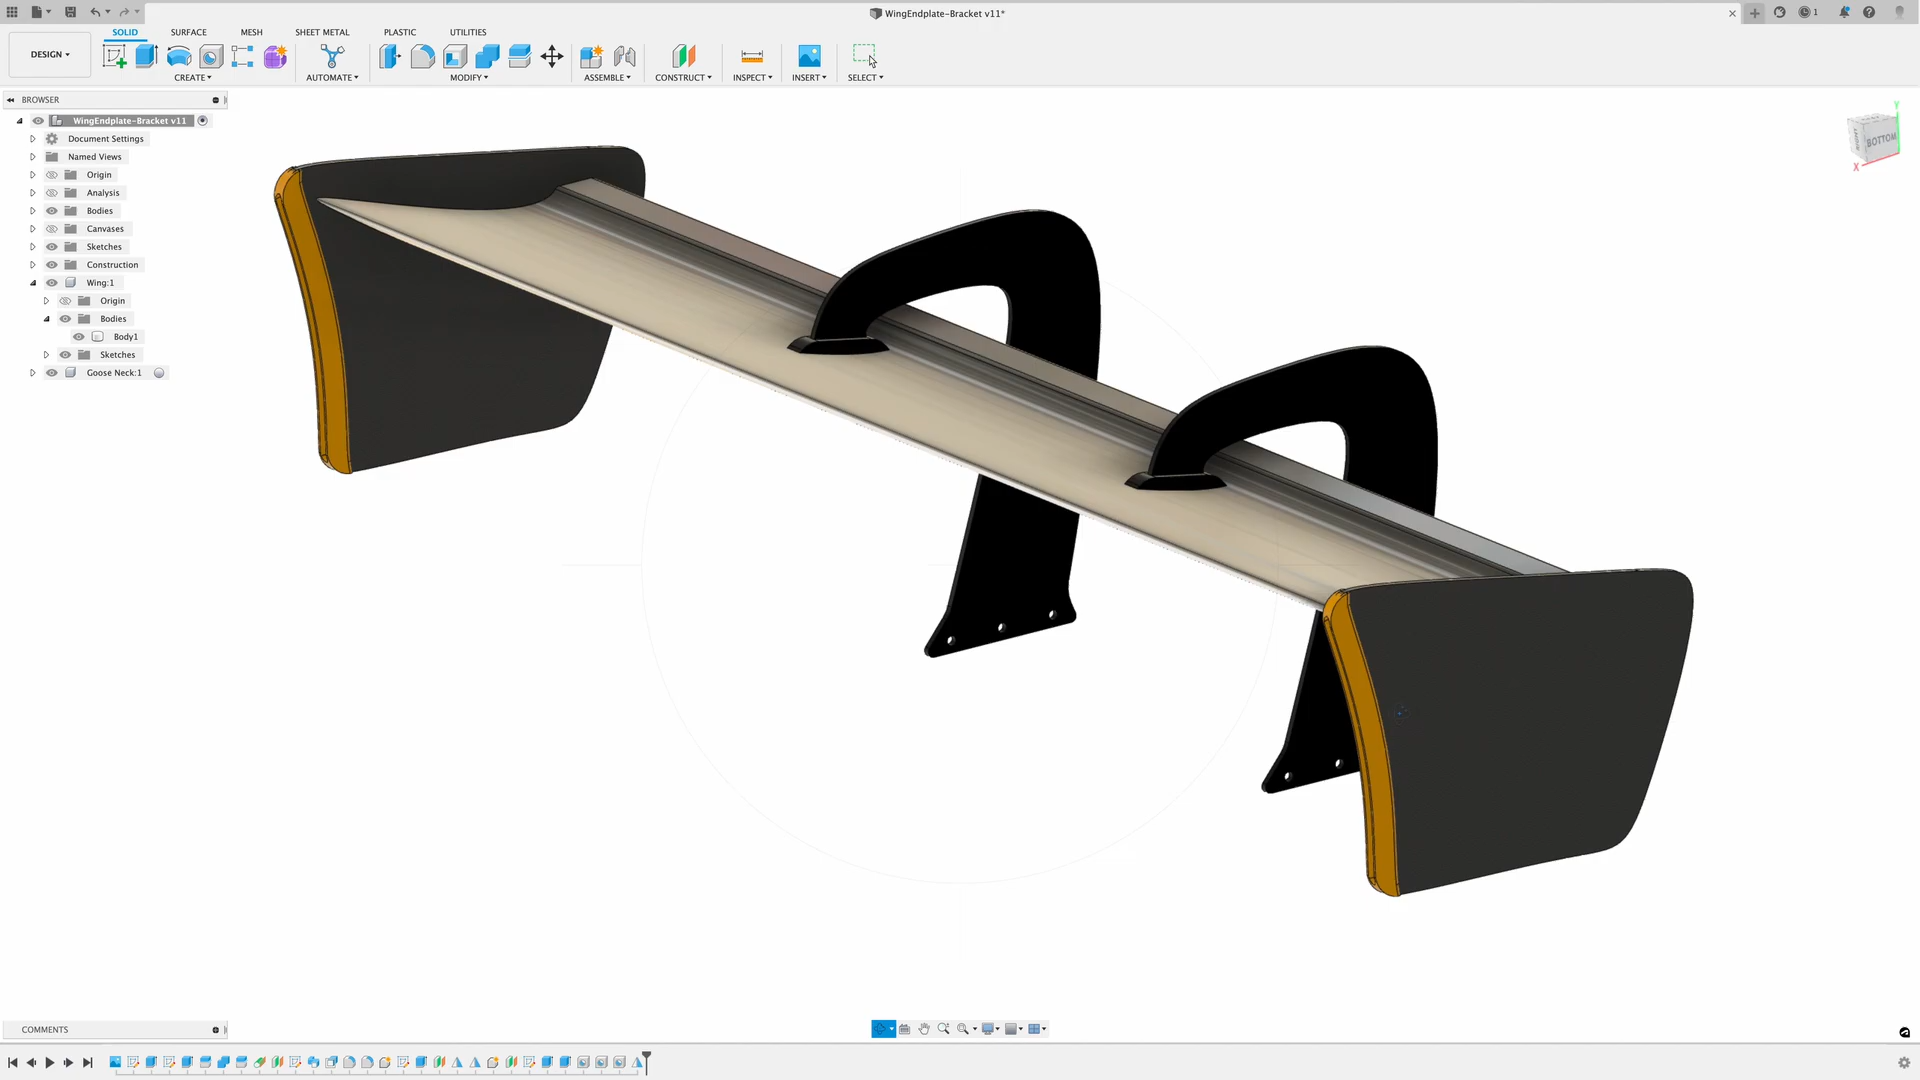 WingEndplate-Bracket v11*
1
DESIGN
SOLID
SURFACE
MESH
SHEET METAL
PLASTIC
UTILITIES
CREATE
AUTOMATE
MODIFY
ASSEMBLE
CONSTRUCT
INSPECT
INSERT
SELECT
BROWSER
WingEndplate-Bracket v11
Document Settings
Named Views
Origin
Analysis
Bodies
Canvases
Sketches
Construction
Wing:1
Origin
Bodies
Body1
Sketches
Goose Neck:1
Y
BOTTOM
X
COMMENTS